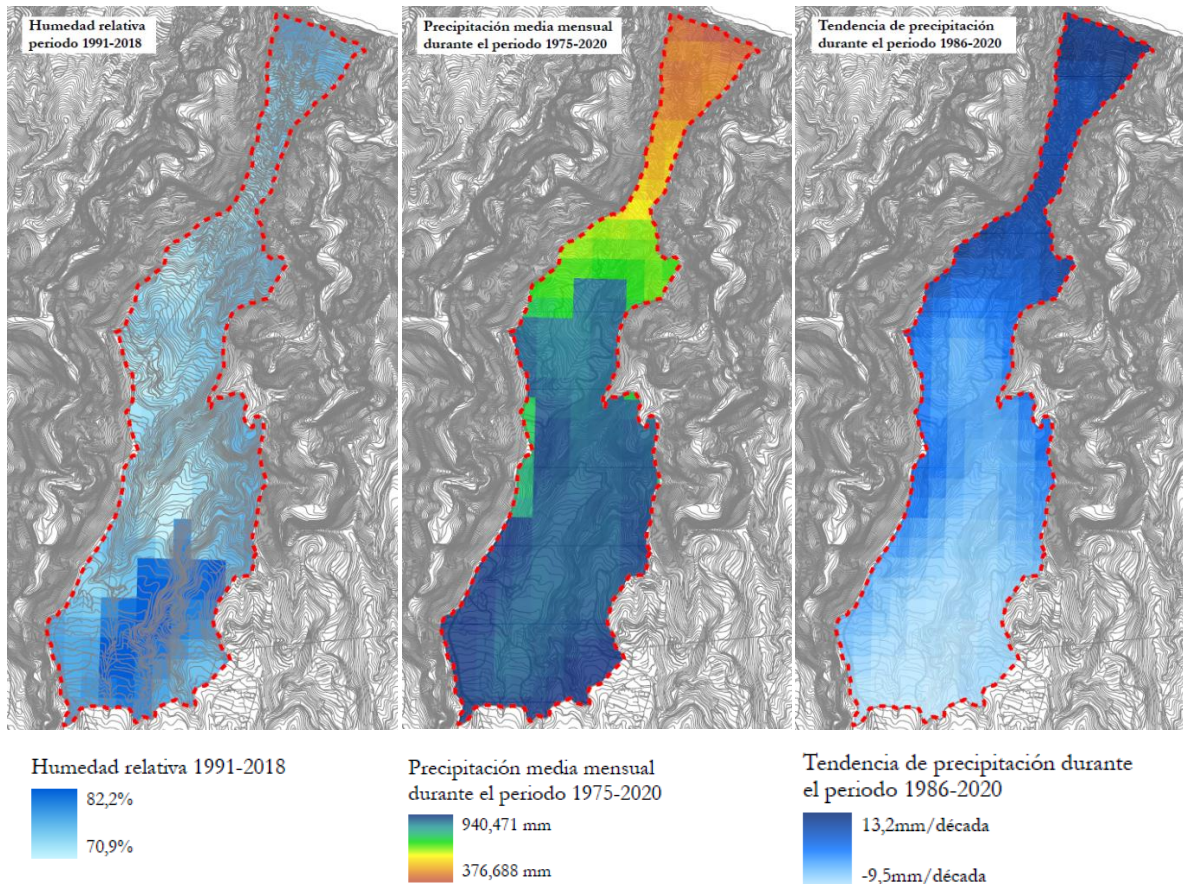 Humedad relativa
periodo 1991-2018
Precipitación media mensual
durante el periodo 1975-2020
Tendencia de precipitación
durante el periodo 1986-2020
Humedad relativa 1991-2018
82,2%
70,9%
Precipitación media mensual
durante el periodo 1975-2020
940,471 mm
376,688 mm
Tendencia de precipitación durante
el periodo 1986-2020
13,2mm/década
-9,5mm/década